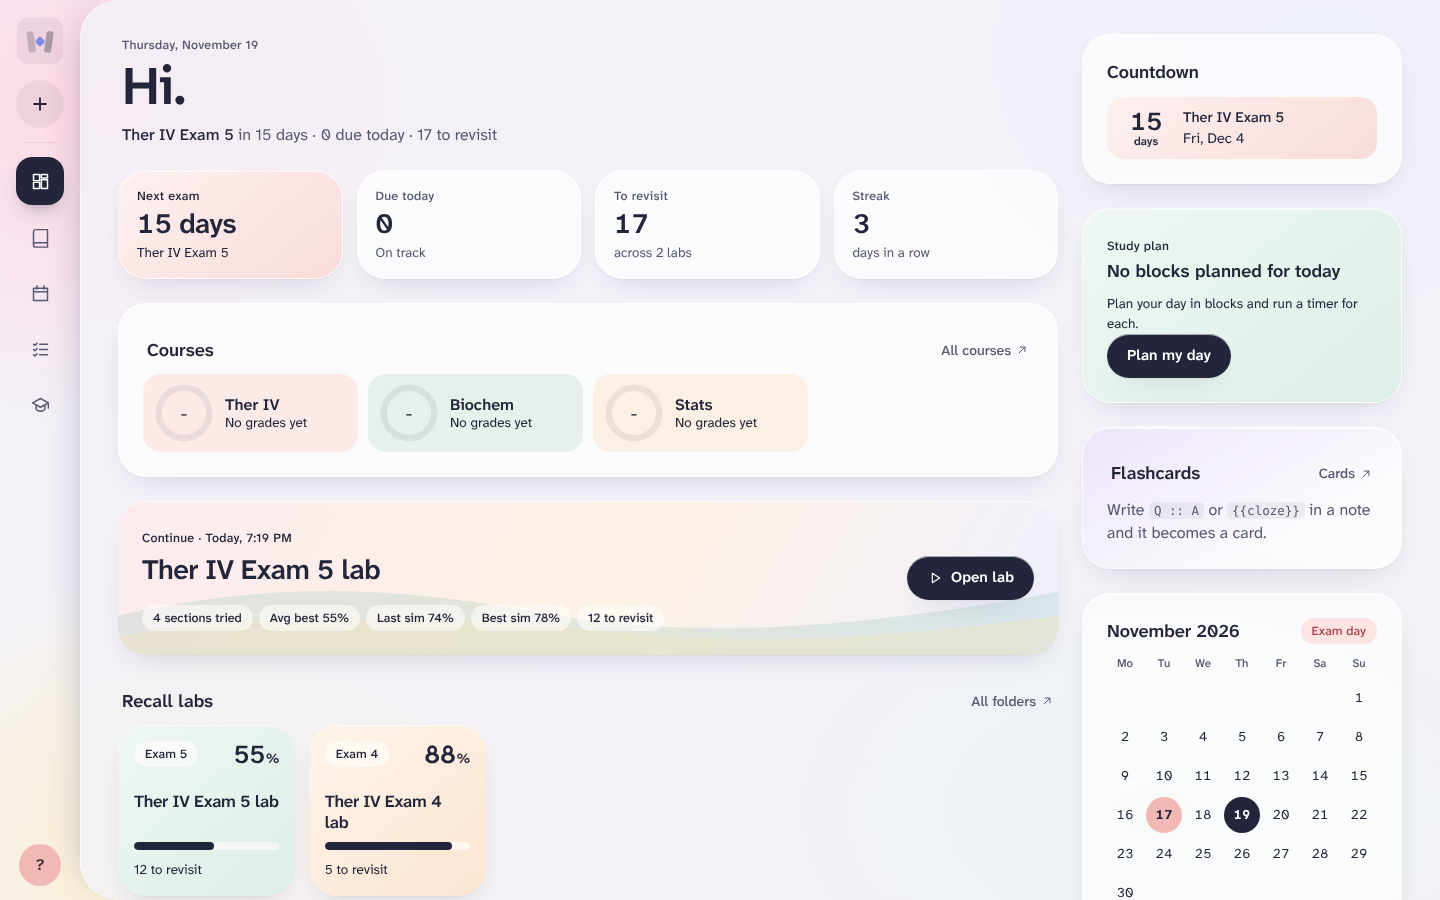 Thursday, November 19
Hi.
Ther IV Exam 5 in 15 days · 0 due today · 17 to revisit
Next exam
15 days
Ther IV Exam 5
Due today
0
On track
To revisit
17
across 2 labs
Streak
3
days in a row
Courses
All courses
-
Ther IV
No grades yet
-
Biochem
No grades yet
-
Stats
No grades yet
Continue · Today, 7:19 PM
Ther IV Exam 5 lab
4 sections tried
Avg best 55%
Last sim 74%
Best sim 78%
12 to revisit
Open lab
Recall labs
All folders
Exam 5
55%
Ther IV Exam 5 lab
12 to revisit
Exam 4
88%
Ther IV Exam 4
lab
5 to revisit
?
Countdown
15
days
Ther IV Exam 5
Fri, Dec 4
Study plan
No blocks planned for today
Plan your day in blocks and run a timer for
each.
Plan my day
Flashcards
Cards
Write Q :: A or {{cloze}} in a note
and it becomes a card.
November 2026
Exam day
Mo Tu We Th Fr Sa Su
1
2 3 4 5 6 7 8
9 10 11 12 13 14 15
16 17 18 19 20 21 22
23 24 25 26 27 28 29
30